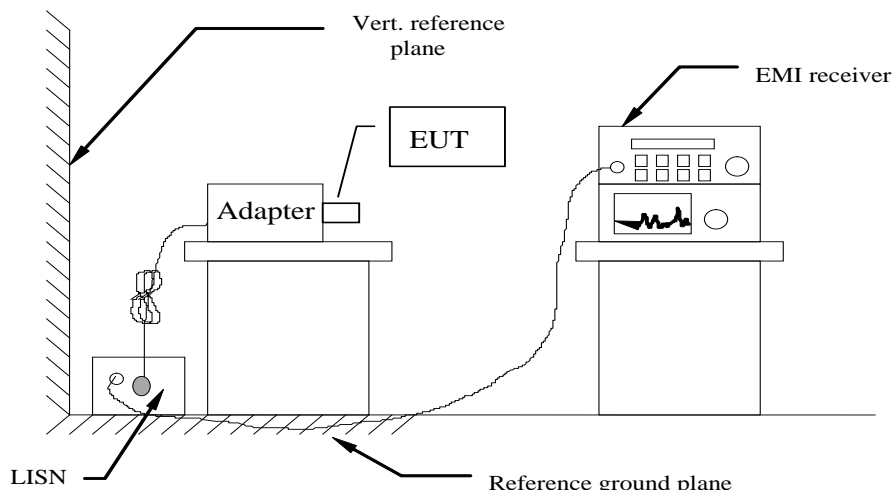 Vert. reference
plane
EMI receiver
EUT
Adapter
LISN
Reference ground plane